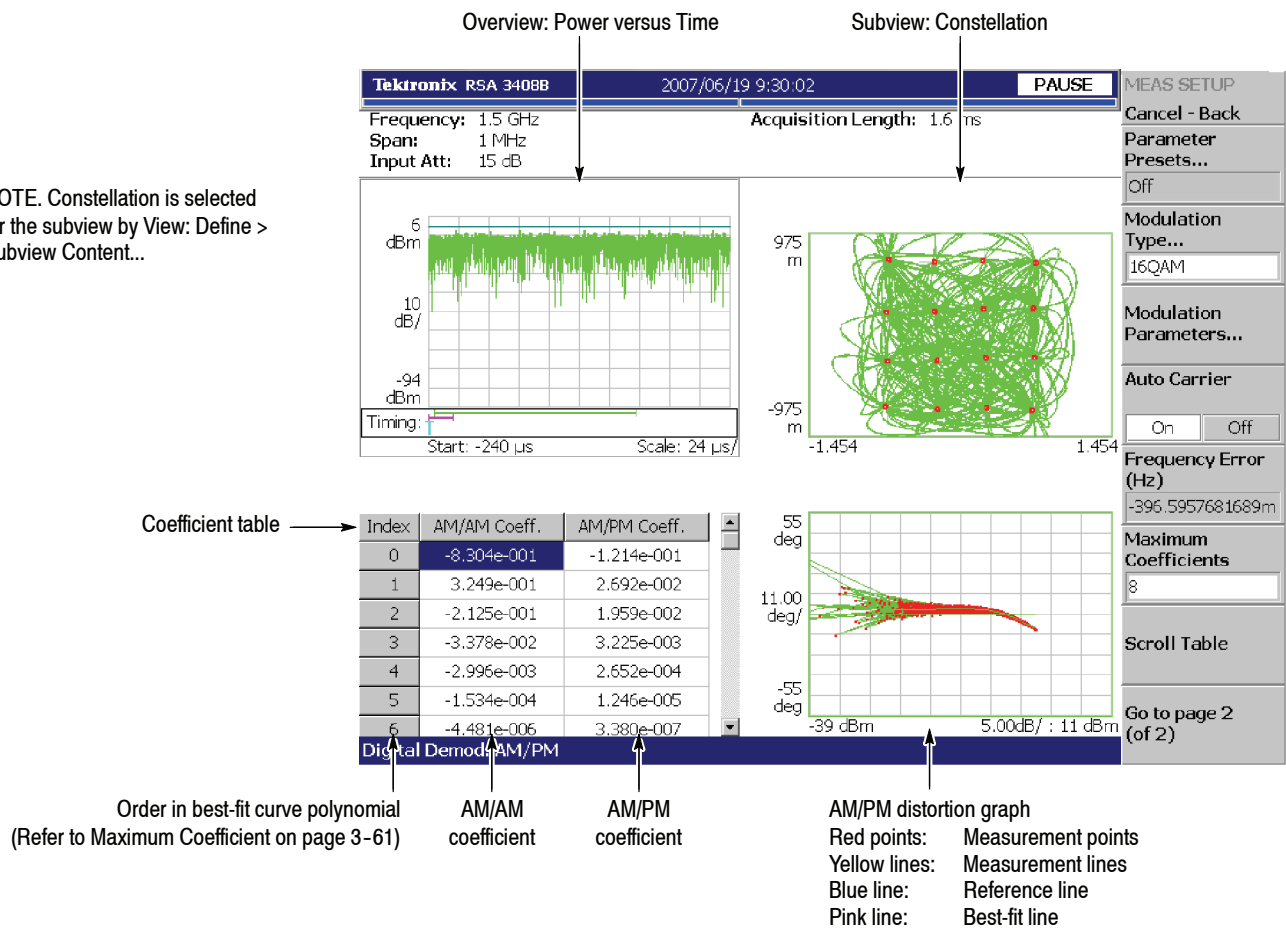 Overview: Power versus Time
Subview: Constellation
Tektronix RSA 3408B 2007/06/19 9:30:02 PAUSE
Frequency: 1.5 GHz
Acquisition Length: 1.6 ms
Span: 1 MHz
Input Att: 15 dB
OTE. Constellation is selected
r the subview by View: Define >
ubview Content...
6
dBm
10
dB/
-94
dBm
Timing:
Start: -240 µs Scale: 24 µs/
975
m
-975
m
-1.454 1.454
MEAS SETUP
Cancel - Back
Parameter
Presets...
Off
Modulation
Type...
16QAM
Modulation
Parameters...
Auto Carrier
On Off
Frequency Error
(Hz)
-396.5957681689m
Maximum
Coefficients
8
Scroll Table
Go to page 2
(of 2)
Coefficient table
Index AM/AM Coeff. AM/PM Coeff.
0 -8.304e-001 -1.214e-001
1 3.249e-001 2.692e-002
2 -2.125e-001 1.959e-002
3 -3.378e-002 3.225e-003
4 -2.996e-003 2.652e-004
5 -1.534e-004 1.246e-005
6 -4.481e-006 3.380e-007
55
deg
11.00
deg/
-55
deg
-39 dBm 5.00dB/ : 11 dBm
Digital Demod: AM/PM
Order in best-fit curve polynomial
(Refer to Maximum Coefficient on page 3-61)
AM/AM
coefficient
AM/PM
coefficient
AM/PM distortion graph
Red points: Measurement points
Yellow lines: Measurement lines
Blue line: Reference line
Pink line: Best-fit line